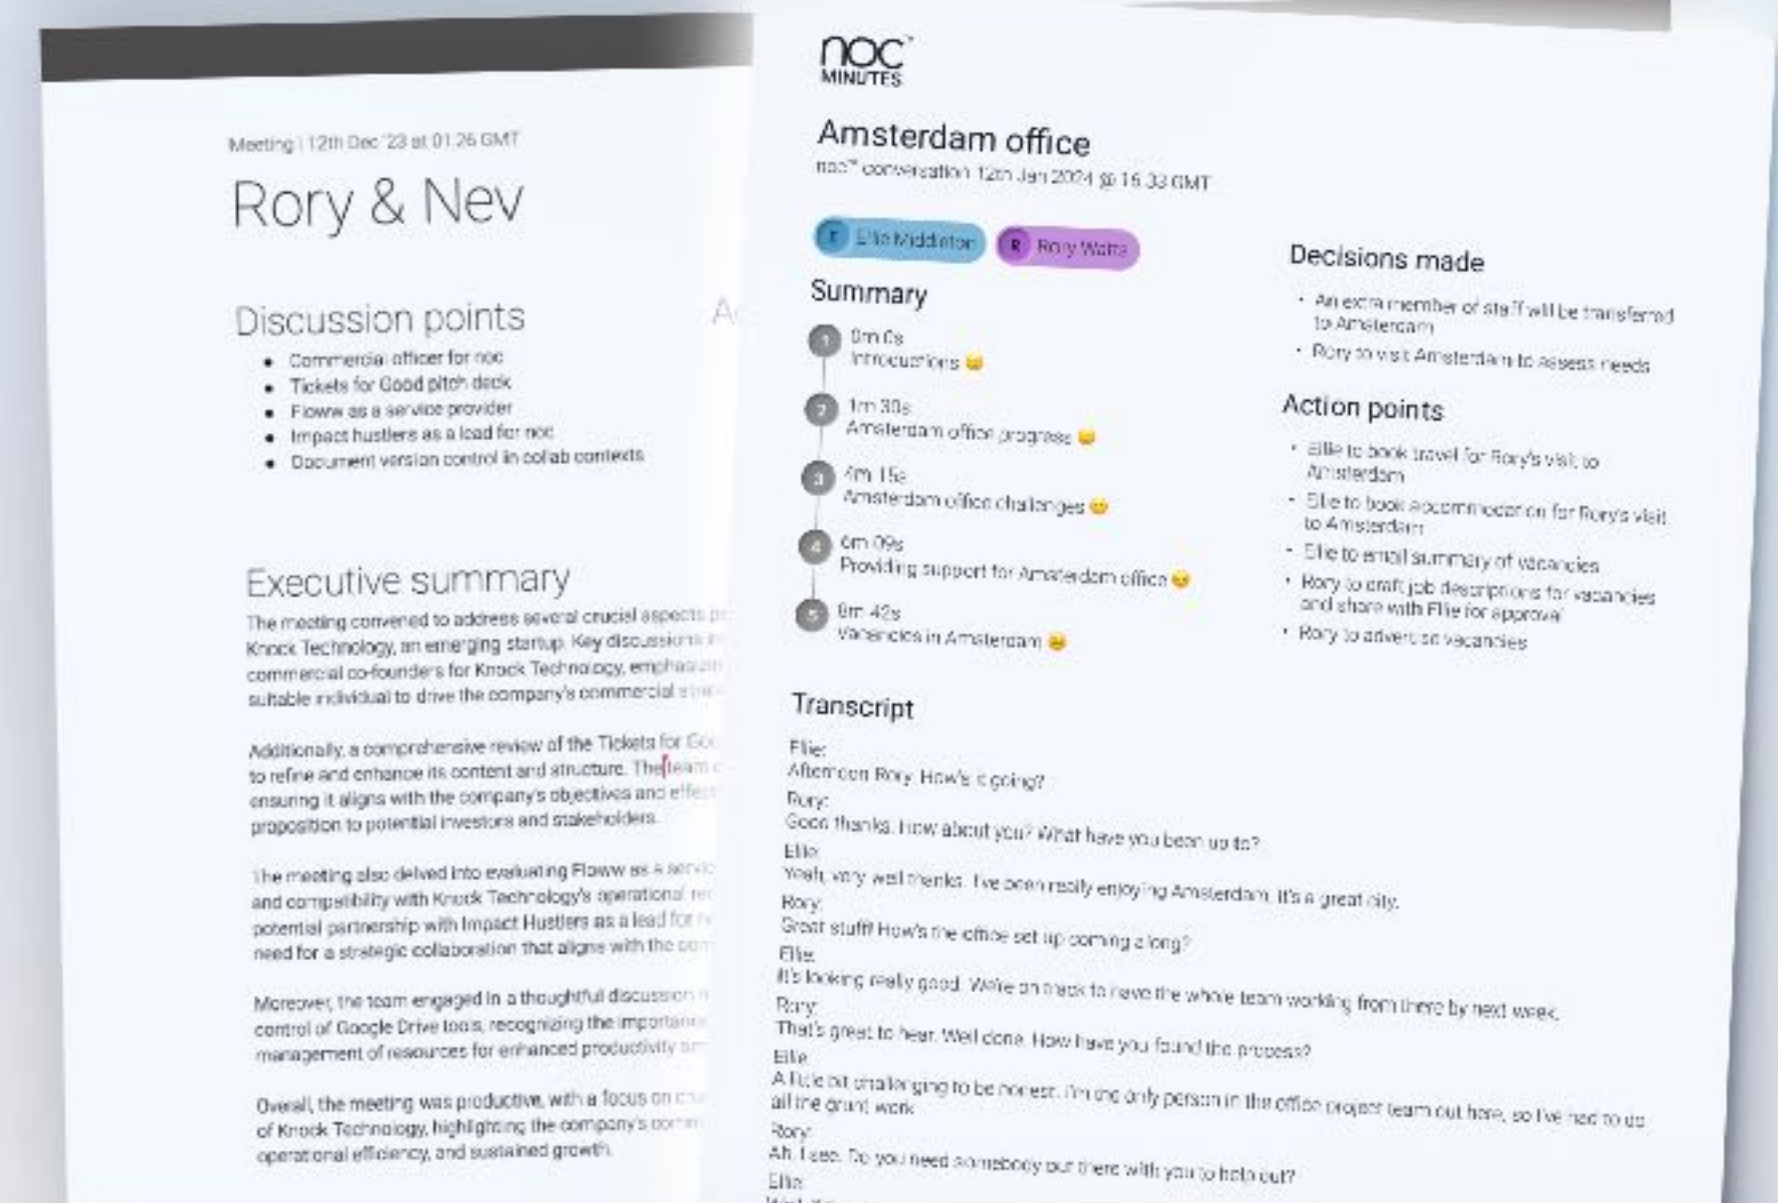 Meeting | 12th Dec '23 at 01:26 GMT
Rory & Nev
Discussion points
Commercial officer for noc
Tickets for Good pitch deck
Floww as a service provider
Impact hustlers as a lead for noc
Document version control in collab contexts
Executive summary
The meeting convened to address several crucial aspects
Knock Technology, an emerging startup. Key discussions
commercial co-founders for Knock Technology,
suitable individual to drive the company's commercial
Additionally, a comprehensive review of the Tickets for
to refine and enhance its content and structure. The team
ensuring it aligns with the company's objectives and
proposition to potential investors and stakeholders.
The meeting also delved into evaluating Floww as a
and compatibility with Knock Technology's operational
potential partnership with Impact Hustlers as a lead for
need for a strategic collaboration that aligns with the
Moreover, the team engaged in a thoughtful discussion
control of Google Drive tools, recognizing the
management of resources for enhanced productivity
Overall, the meeting was productive, with a focus on
of Knock Technology, highlighting the company's
operational efficiency, and sustained growth.
noc™
MINUTES
Amsterdam office
noc™ conversation 12th Jan 2024 @ 16:33 GMT
E Ellie Middleton R Rory Watts
Summary
1 0m 0s
Introductions 😊
2 1m 30s
Amsterdam office progress 😊
3 4m 15s
Amsterdam office challenges
4 6m 09s
Providing support for Amsterdam office 😊
5 8m 42s
Vacancies in Amsterdam 😊
Decisions made
An extra member of staff will be transferred
to Amsterdam
Rory to visit Amsterdam to assess needs
Action points
Ellie to book travel for Rory's visit to
Amsterdam
Ellie to book accommodation for Rory's visit
to Amsterdam
Ellie to email summary of vacancies
Rory to draft job descriptions for vacancies
and share with Ellie for approval
Rory to advertise vacancies
Transcript
Ellie:
Afternoon Rory. How's it going?
Rory:
Good thanks. How about you? What have you been up to?
Ellie:
Yeah, very well thanks. I've been really enjoying Amsterdam. It's a great city.
Rory:
Great stuff! How's the office set up coming along?
Ellie:
It's looking really good. We're on track to have the whole team working from there by next week.
Rory:
That's great to hear. Well done. How have you found the process?
Ellie:
A little bit challenging to be honest. I'm the only person in the office project team out here, so I've had to do
all the grunt work
Rory:
Ah, I see. Do you need somebody out there with you to help out?
Ellie: